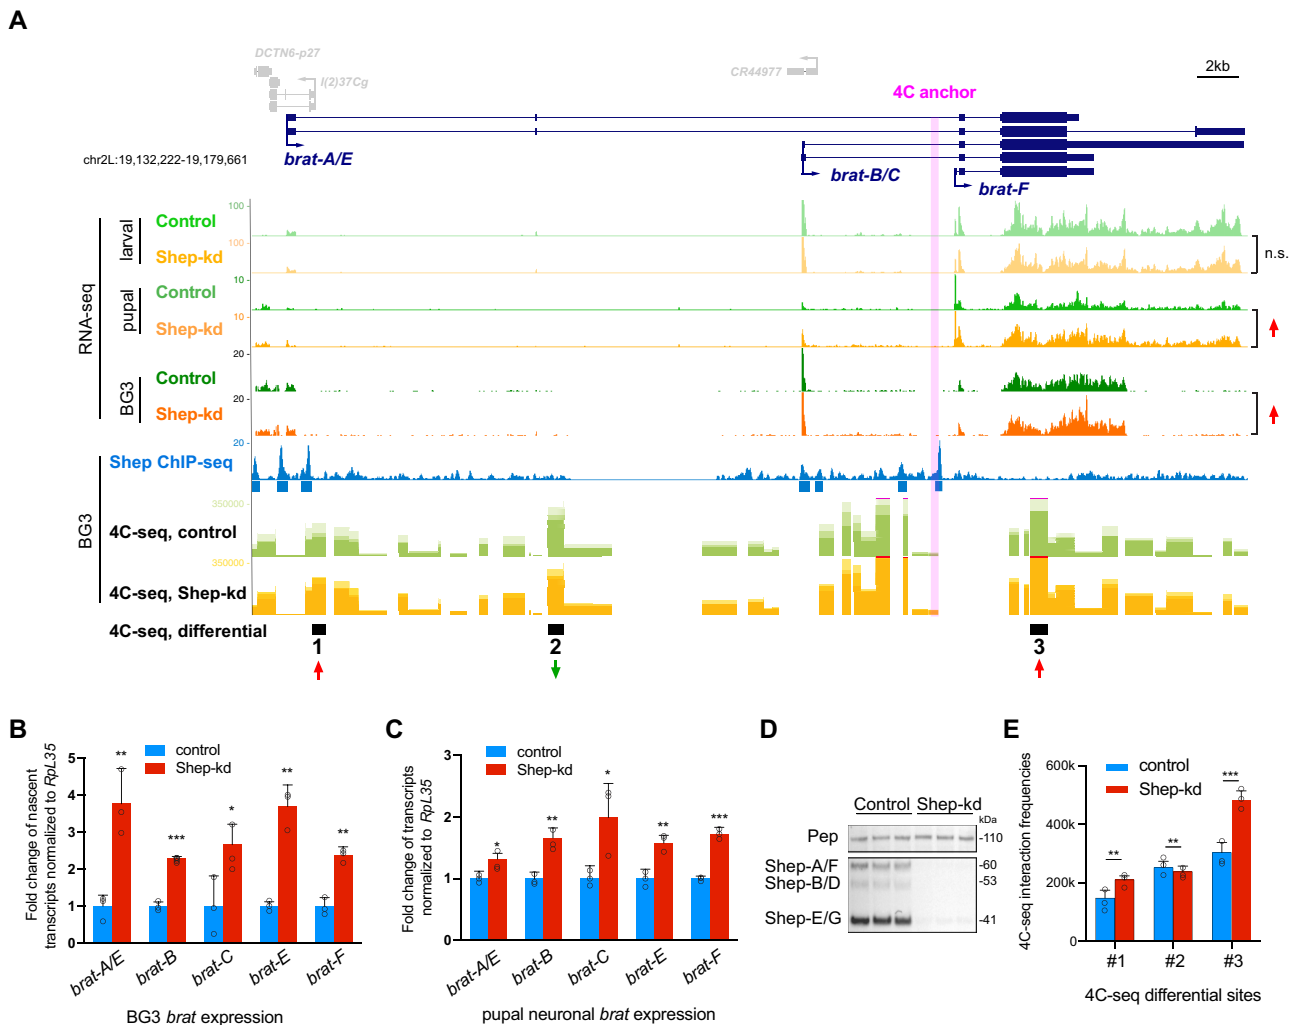 A
DCTN6-p27
l(2)37Cg
CR44977
2kb
4C anchor
chr2L:19,132,222-19,179,661
brat-A/E
brat-B/C
brat-F
RNA-seq
larval
100
Control
100
Shep-kd
n.s.
pupal
10
Control
10
Shep-kd
BG3
20
Control
20
Shep-kd
BG3
20
Shep ChIP-seq
350000
4C-seq, control
350000
4C-seq, Shep-kd
4C-seq, differential
1
2
3
B
control
Shep-kd
Fold change of nascent
transcripts normalized to RpL35
5
4
3
2
1
0
**
***
*
**
**
brat-A/E
brat-B
brat-C
brat-E
brat-F
BG3 brat expression
C
control
Shep-kd
Fold change of transcripts
normalized to RpL35
3
2
1
0
*
**
*
**
***
brat-A/E
brat-B
brat-C
brat-E
brat-F
pupal neuronal brat expression
D
Control Shep-kd
kDa
Pep -110
Shep-A/F -60
Shep-B/D -53
Shep-E/G -41
E
control
Shep-kd
4C-seq interaction frequencies
600k
400k
200k
0
**
**
***
#1 #2 #3
4C-seq differential sites